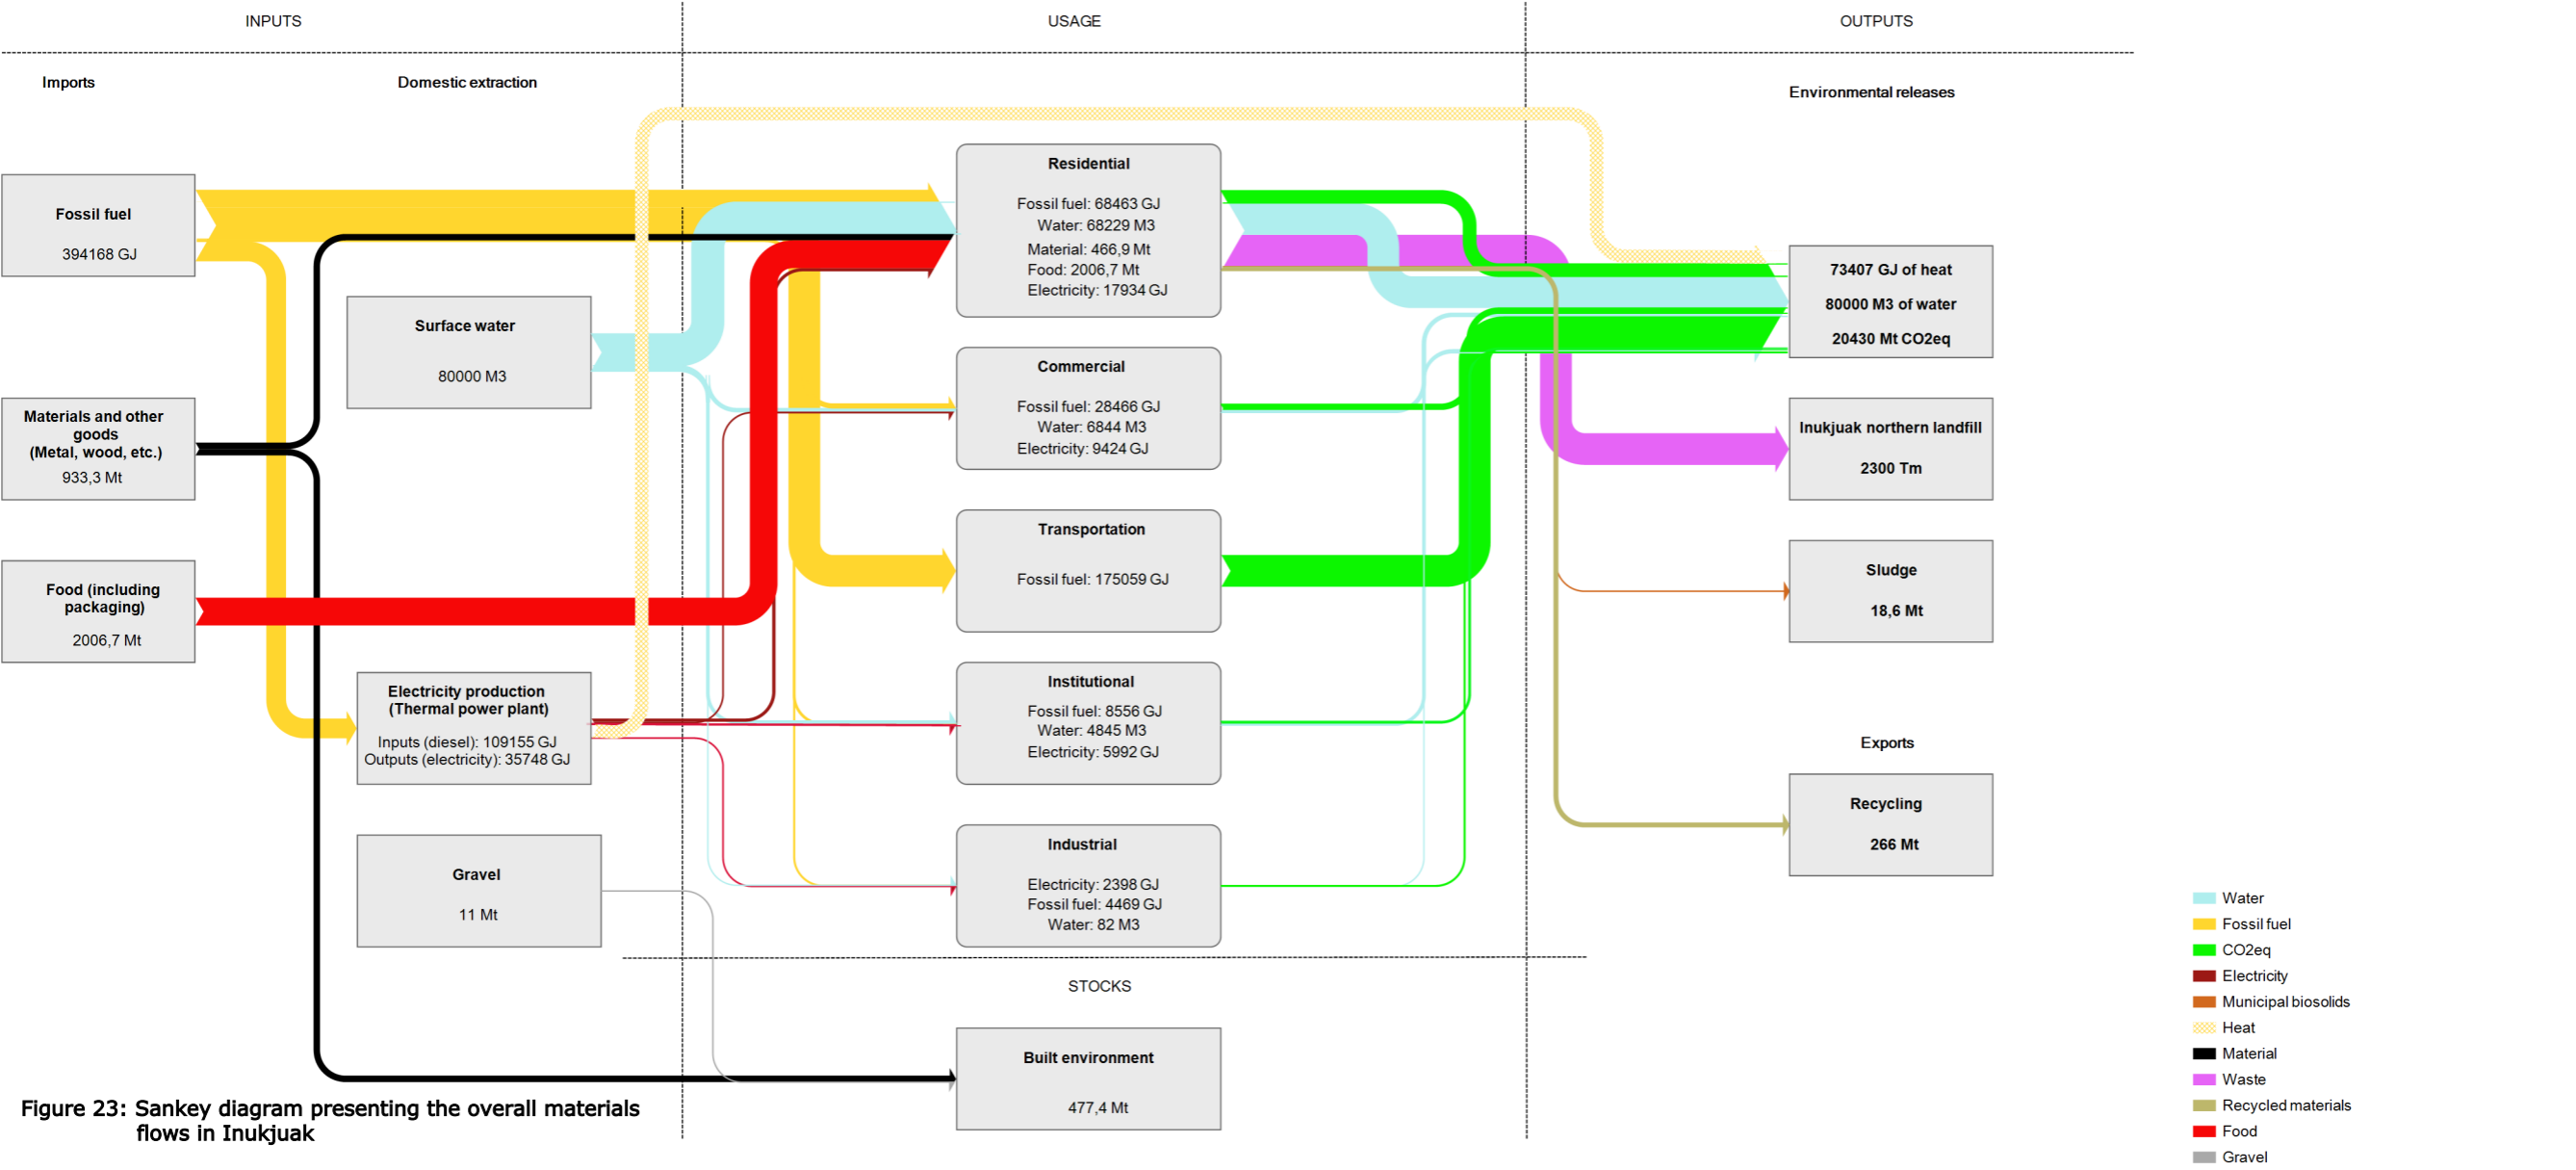 INPUTS
USAGE
OUTPUTS
Imports
Domestic extraction
Environmental releases
Fossil fuel
394168 GJ
Materials and other
goods
(Metal, wood, etc.)
933,3 Mt
Food (including
packaging)
2006,7 Mt
Surface water
80000 M3
Electricity production
(Thermal power plant)
Inputs (diesel): 109155 GJ
Outputs (electricity): 35748 GJ
Gravel
11 Mt
Residential
Fossil fuel: 68463 GJ
Water: 68229 M3
Material: 466,9 Mt
Food: 2006,7 Mt
Electricity: 17934 GJ
Commercial
Fossil fuel: 28466 GJ
Water: 6844 M3
Electricity: 9424 GJ
Transportation
Fossil fuel: 175059 GJ
Institutional
Fossil fuel: 8556 GJ
Water: 4845 M3
Electricity: 5992 GJ
Industrial
Electricity: 2398 GJ
Fossil fuel: 4469 GJ
Water: 82 M3
STOCKS
Built environment
477,4 Mt
73407 GJ of heat
80000 M3 of water
20430 Mt CO2eq
Inukjuak northern landfill
2300 Tm
Sludge
18,6 Mt
Exports
Recycling
266 Mt
Water
Fossil fuel
CO2eq
Electricity
Municipal biosolids
Heat
Material
Waste
Recycled materials
Food
Gravel
Figure 23: Sankey diagram presenting the overall materials
flows in Inukjuak